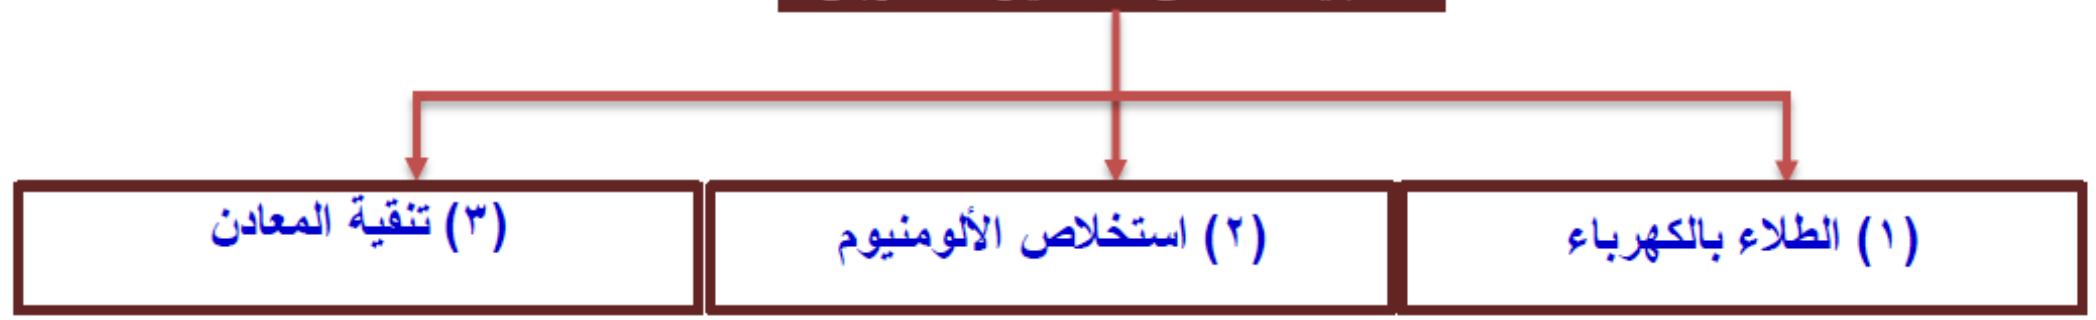 (١) الطلاء بالكهرباء
(٢) استخلاص الألومنيوم
(٣) تنقية المعادن